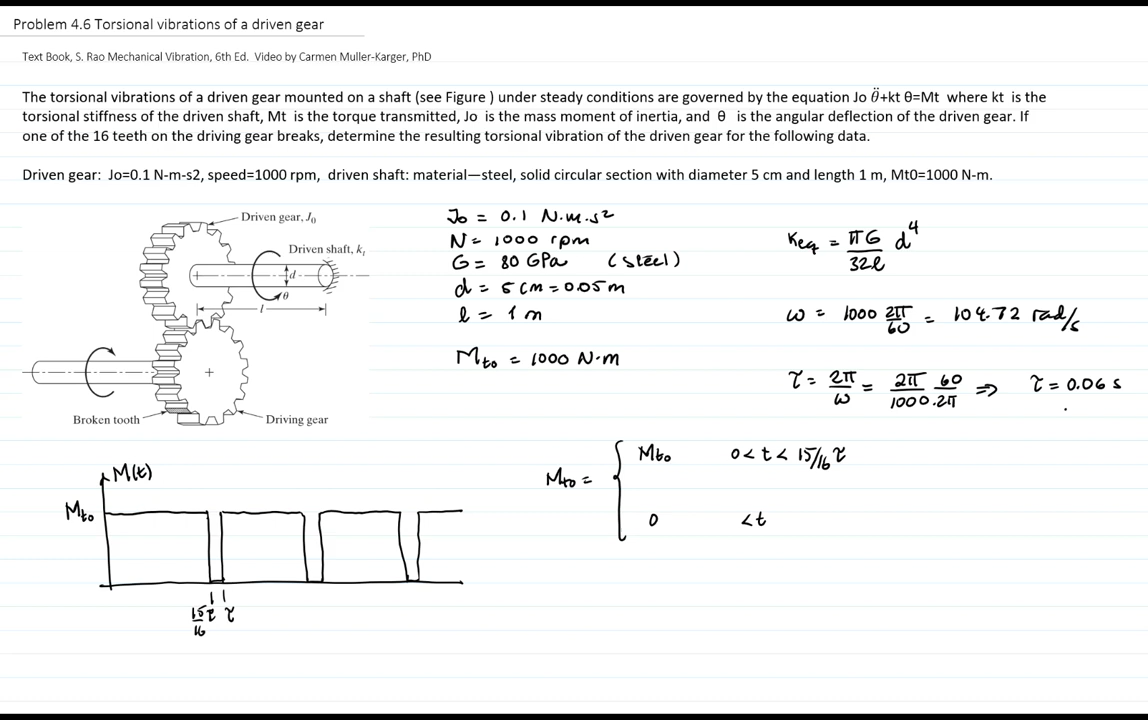 Problem 4.6 Torsional vibrations of a driven gear
Text Book, S. Rao Mechanical Vibration, 6th Ed. Video by Carmen Muller-Karger, PhD
The torsional vibrations of a driven gear mounted on a shaft (see Figure ) under steady conditions are governed by the equation Jo θ̈+kt θ=Mt where kt is the
torsional stiffness of the driven shaft, Mt is the torque transmitted, Jo is the mass moment of inertia, and θ is the angular deflection of the driven gear. If
one of the 16 teeth on the driving gear breaks, determine the resulting torsional vibration of the driven gear for the following data.
Driven gear: Jo=0.1 N-m-s2, speed=1000 rpm, driven shaft: material—steel, solid circular section with diameter 5 cm and length 1 m, Mt0=1000 N-m.
Driven gear, J₀
Driven shaft, kₜ
d
θ
l
Broken tooth
Driving gear
Jo = 0.1 N.m.s²
N = 1000 rpm
G = 80 GPa (steel)
d = 5 cm = 0.05 m
l = 1 m
Mto = 1000 N.m
Keq = πG/32l d⁴
ω = 1000 2π/60 = 104.72 rad/s
τ = 2π/ω = 2π/1000 . 60/2π ⇒ τ = 0.06 s
M(t)
Mto
15/16 τ τ
Mto = { Mto 0 < t < 15/16 τ
0 < t